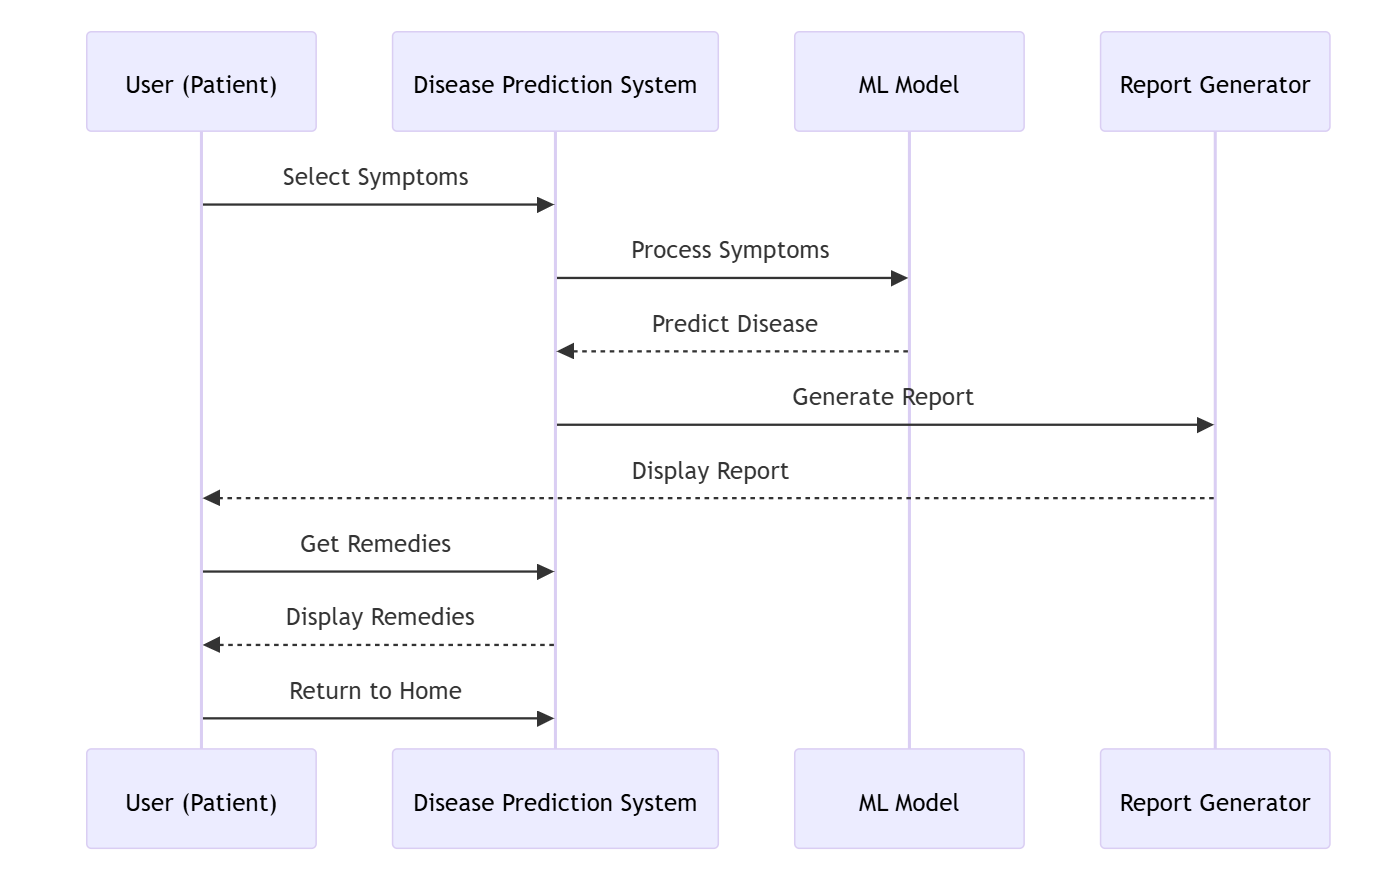 User (Patient)
Disease Prediction System
ML Model
Report Generator
Select Symptoms
Process Symptoms
Predict Disease
Generate Report
Display Report
Get Remedies
Display Remedies
Return to Home
User (Patient)
Disease Prediction System
ML Model
Report Generator